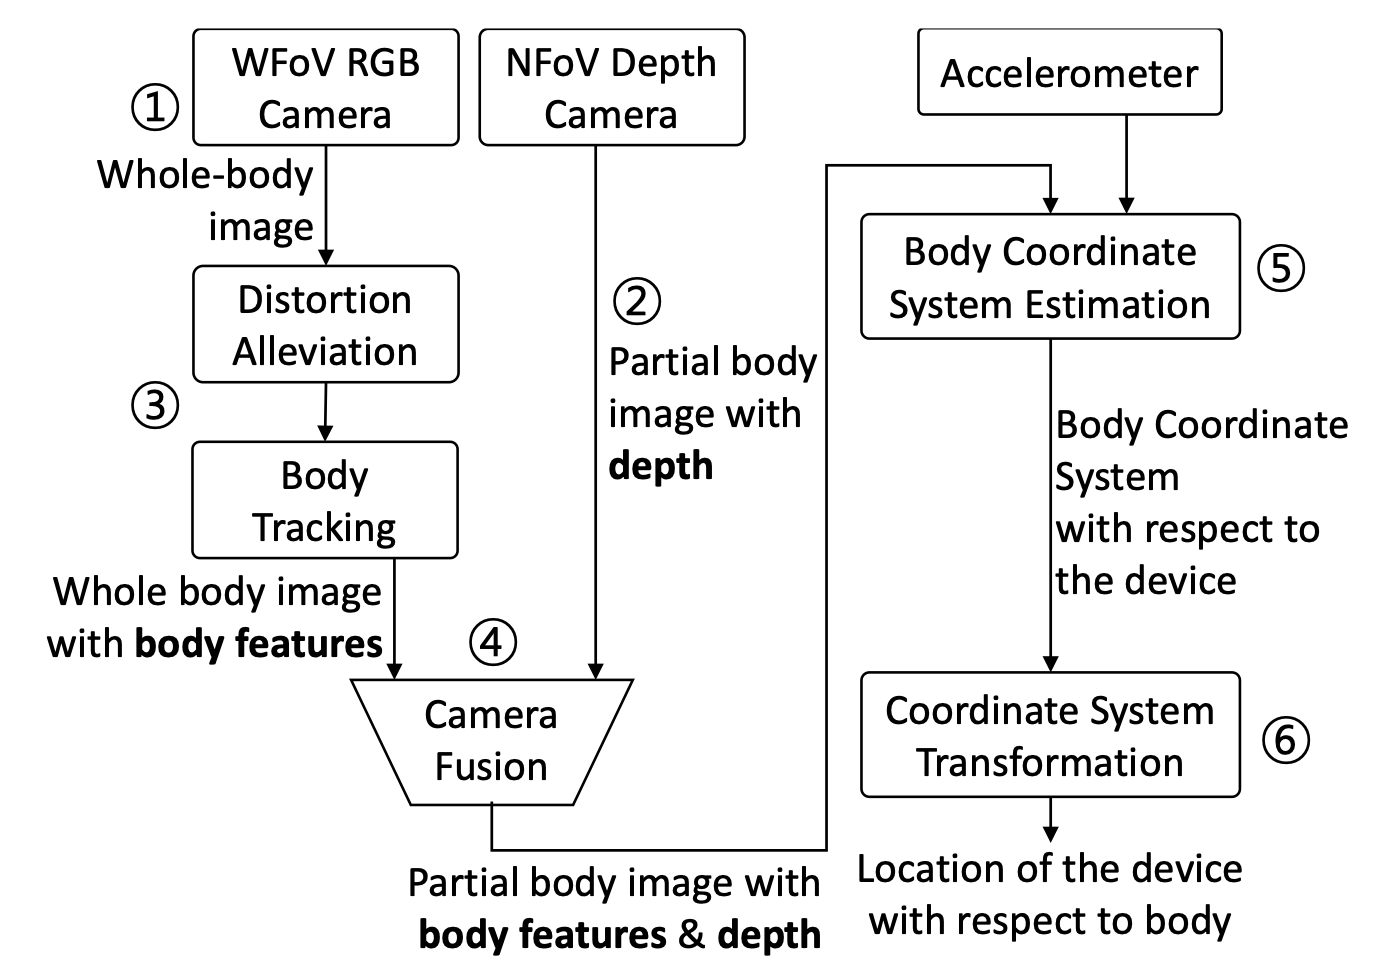 ①
WFoV RGB
Camera
Whole-body
image
Distortion
Alleviation
③
Body
Tracking
Whole body image
with body features
NFoV Depth
Camera
②
Partial body
image with
depth
④
Camera
Fusion
Partial body image with
body features & depth
Accelerometer
Body Coordinate
System Estimation
⑤
Body Coordinate
System
with respect to
the device
Coordinate System
Transformation
⑥
Location of the device
with respect to body